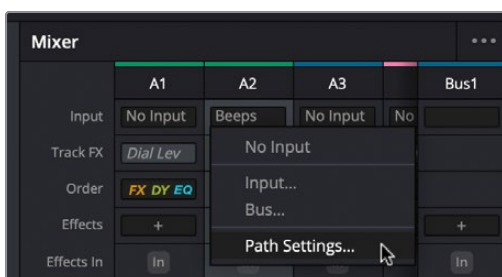 Mixer
A1 A2 A3 Bus1
Input No Input Beeps No Input No
Track FX Dial Lev
No Input
Order FX DY EQ
Input...
Bus...
Effects + +
Path Settings...
Effects In In In